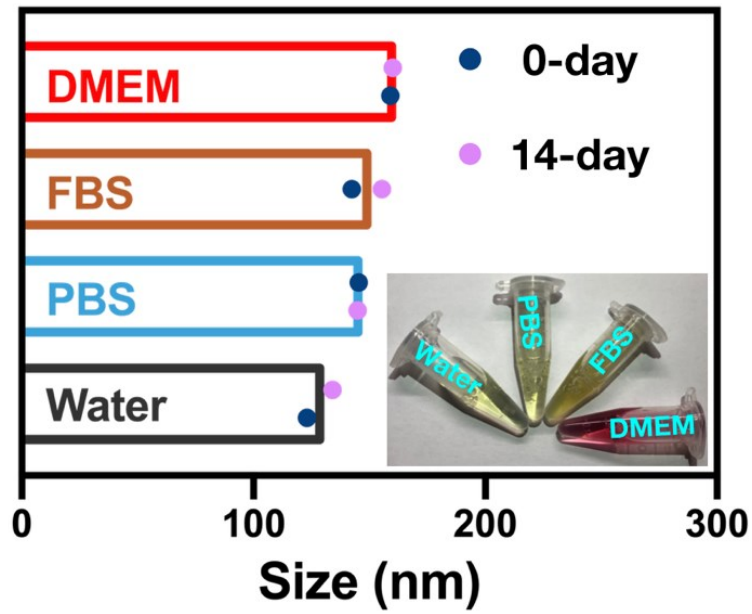 DMEM
0-day
FBS
14-day
PBS
Water
Water
PBS
FBS
DMEM
0
100
200
300
Size (nm)